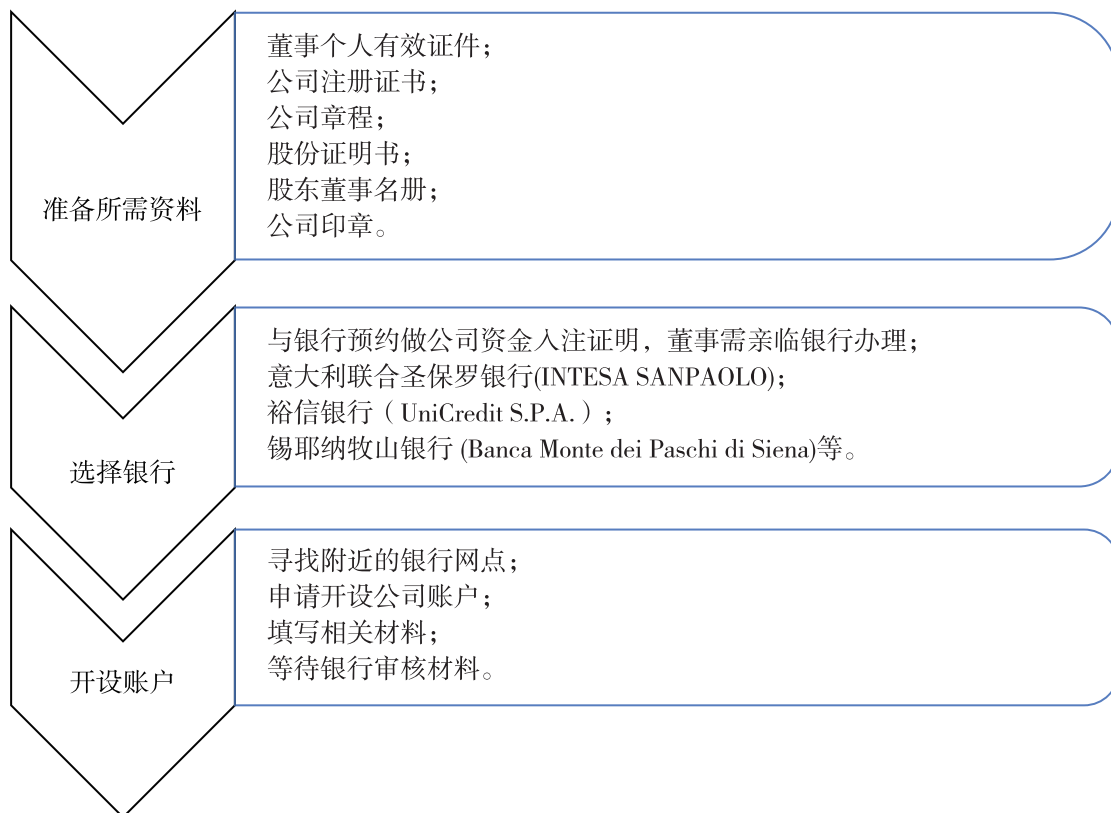 准备所需资料
董事个人有效证件；
公司注册证书；
公司章程；
股份证明书；
股东董事名册；
公司印章。
选择银行
与银行预约做公司资金入注证明，董事需亲临银行办理；
意大利联合圣保罗银行(INTESA SANPAOLO)；
裕信银行（UniCredit S.P.A.）；
锡耶纳牧山银行 (Banca Monte dei Paschi di Siena)等。
开设账户
寻找附近的银行网点；
申请开设公司账户；
填写相关材料；
等待银行审核材料。